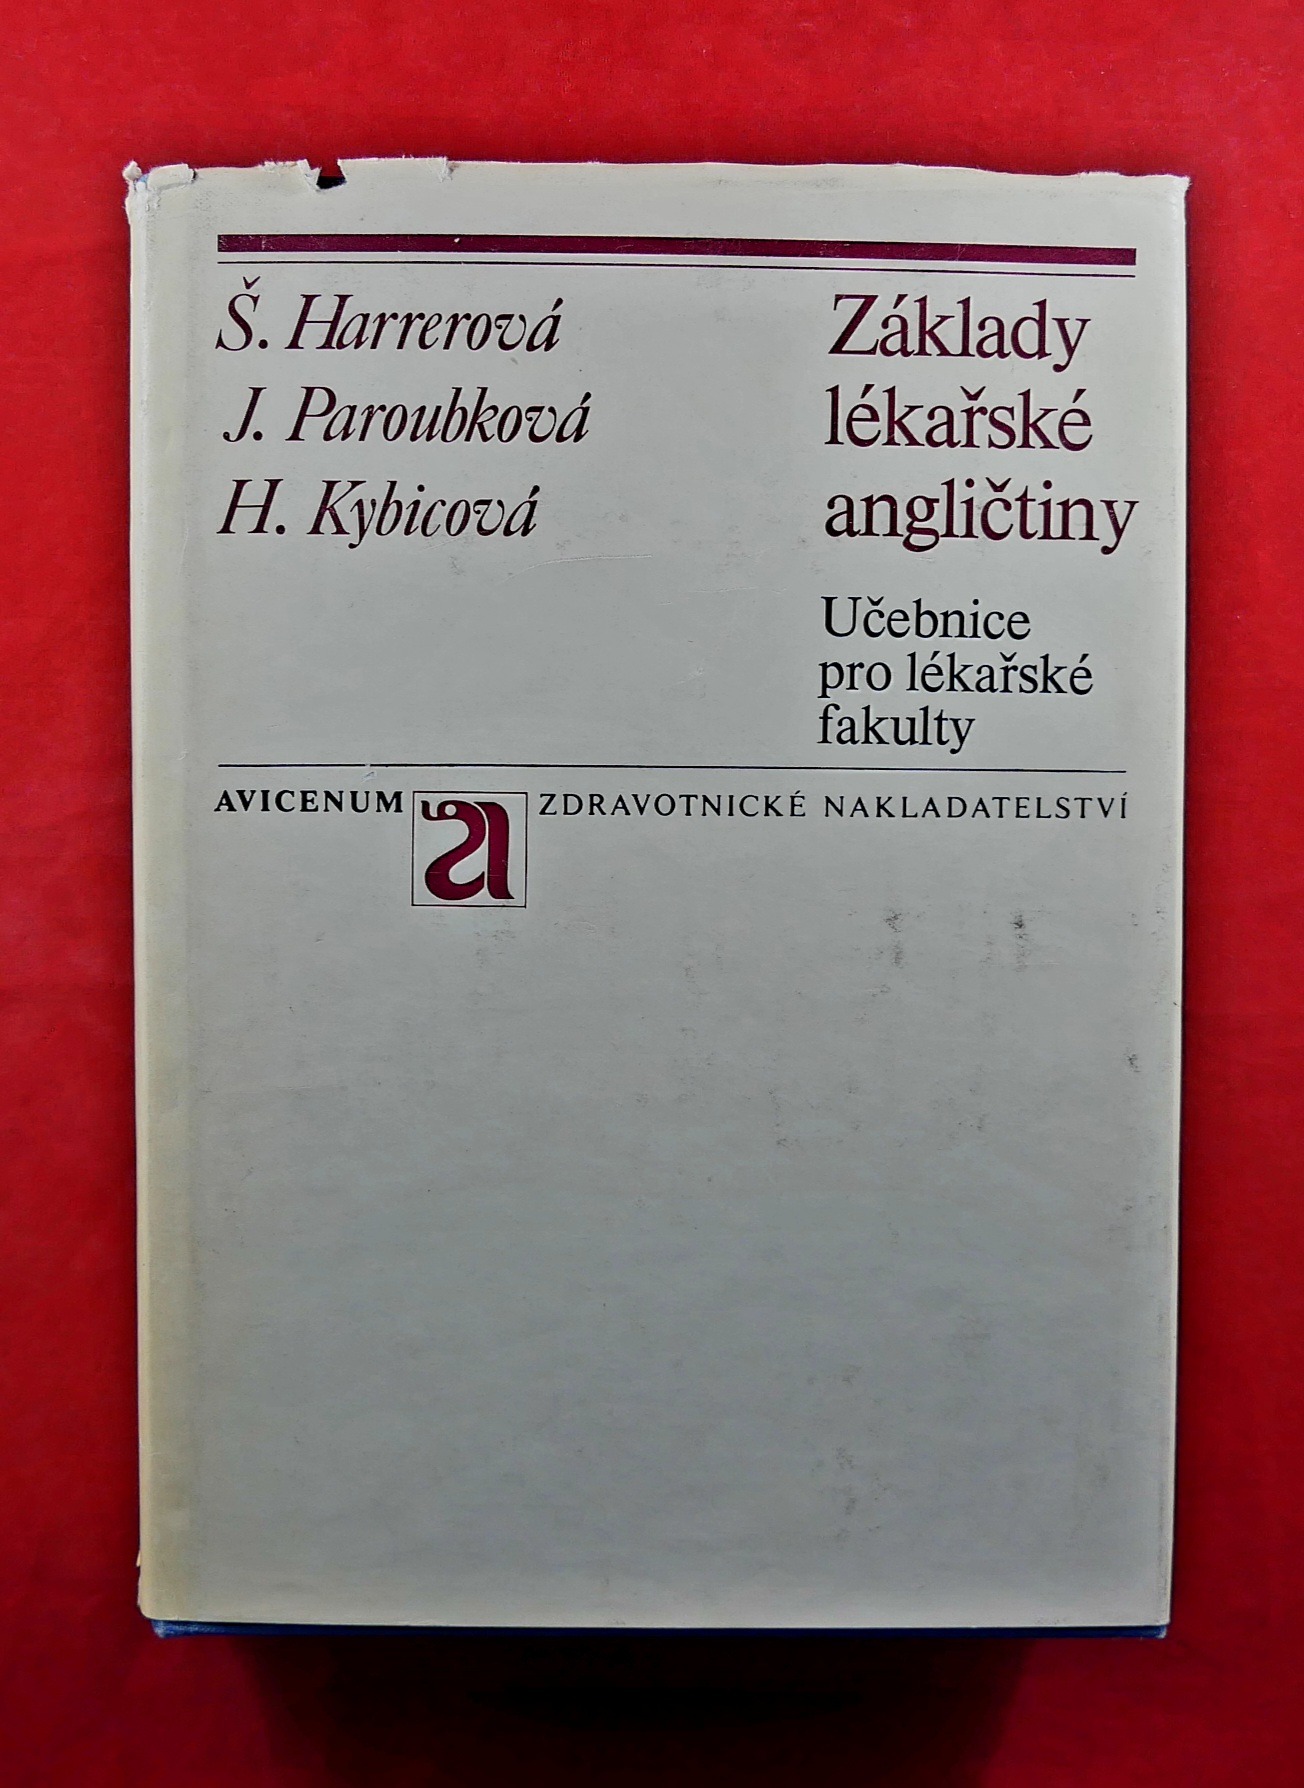 Š. Harrerová
J. Paroubková
H. Kybicová
Základy
lékařské
angličtiny
Učebnice
pro lékařské
fakulty
AVICENUM ZDRAVOTNICKÉ NAKLADATELSTVÍ